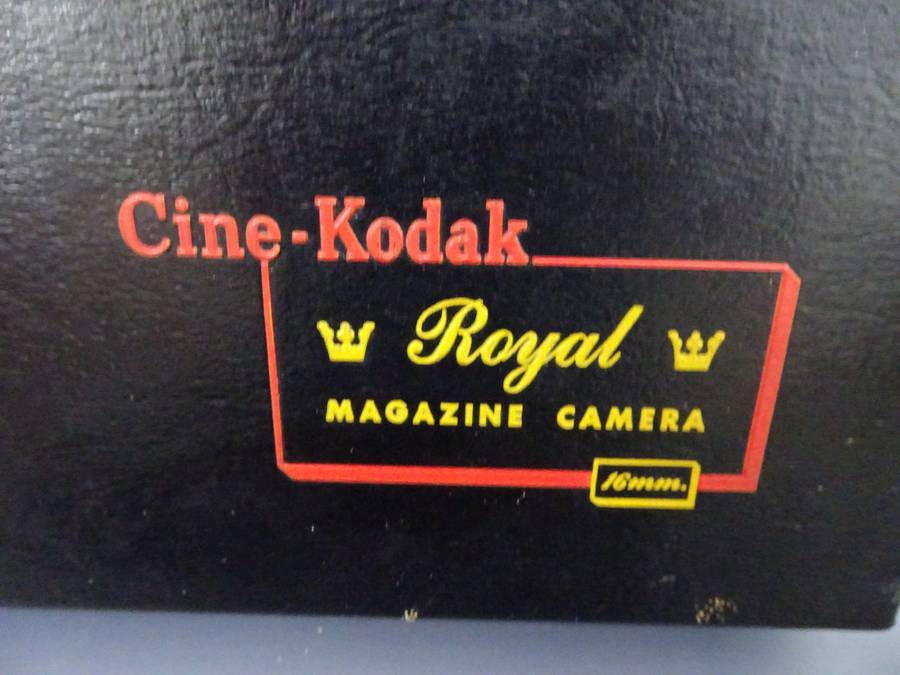 Cine-Kodak
Royal
MAGAZINE CAMERA
16mm.